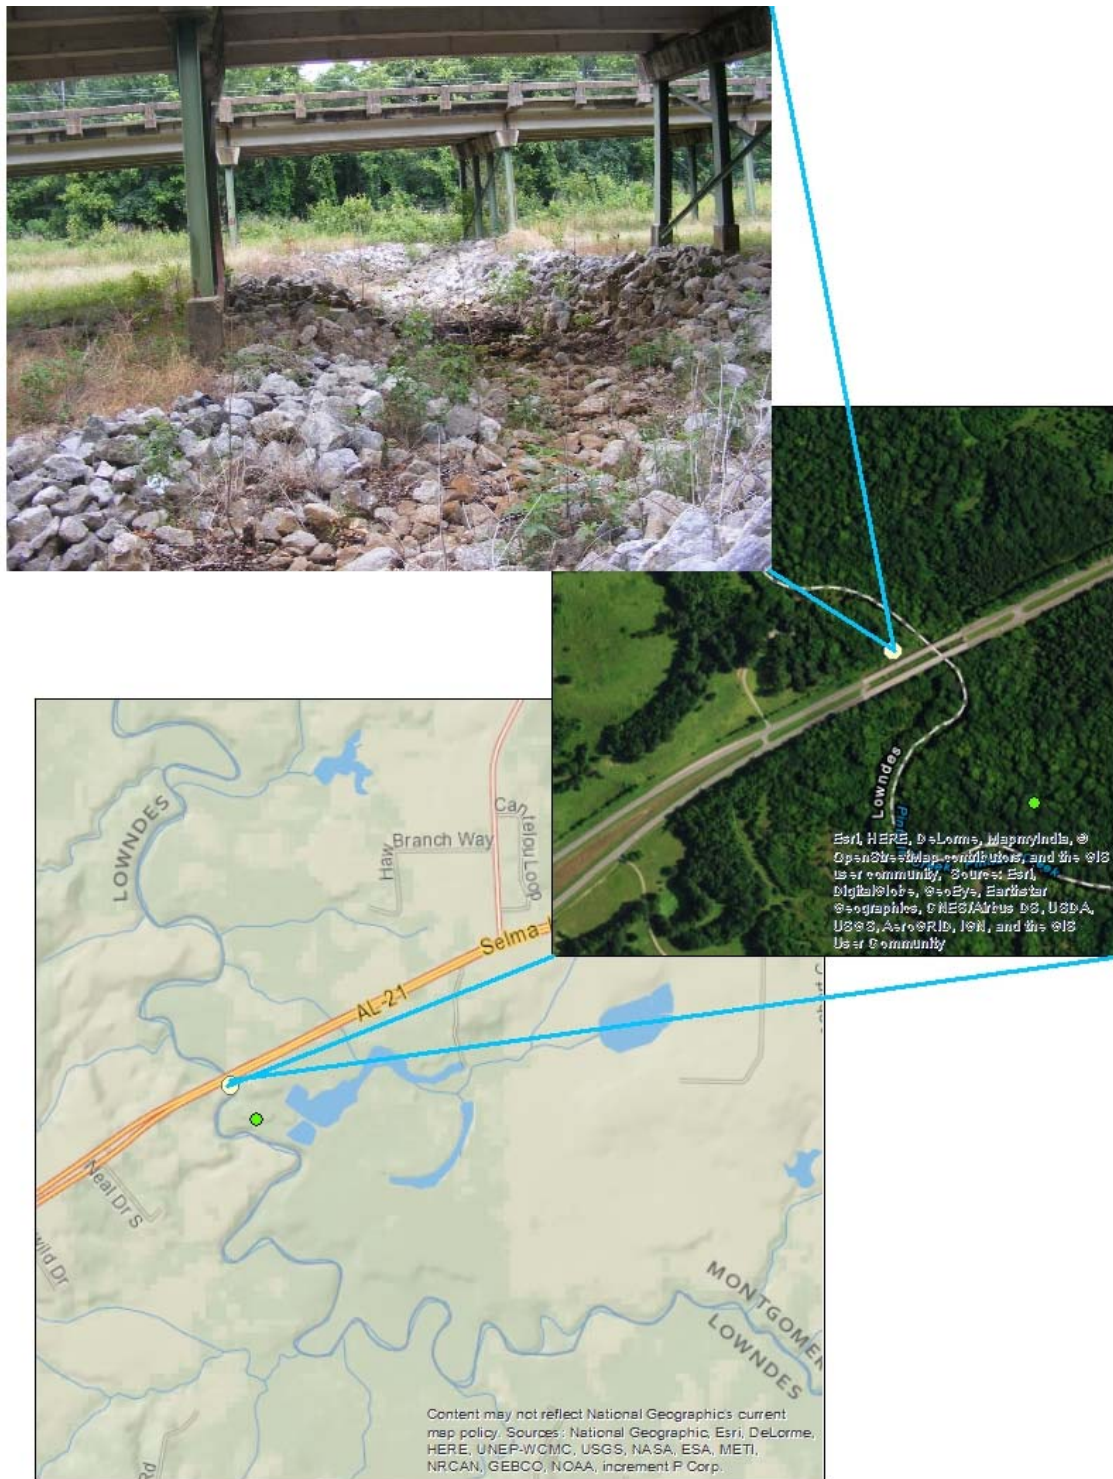 Lowndes
Esri, HERE, DeLorme, MapmyIndia, ©
OpenStreetMap contributors, and the GIS
user community, Source: Esri,
DigitalGlobe, GeoEye, Earthstar
Geographics, CNES/Airbus DS, USDA,
USGS, AeroGRID, IGN, and the GIS
User Community
LOWNDES
Haw
Branch Way
Cantelou Loop
Selma
AL-21
Neal Dr S
wild Dr
MONTGOMER
LOWNDES
Rd
Content may not reflect National Geographic's current
map policy. Sources: National Geographic, Esri, DeLorme,
HERE, UNEP-WCMC, USGS, NASA, ESA, METI,
NRCAN, GEBCO, NOAA, increment P Corp.